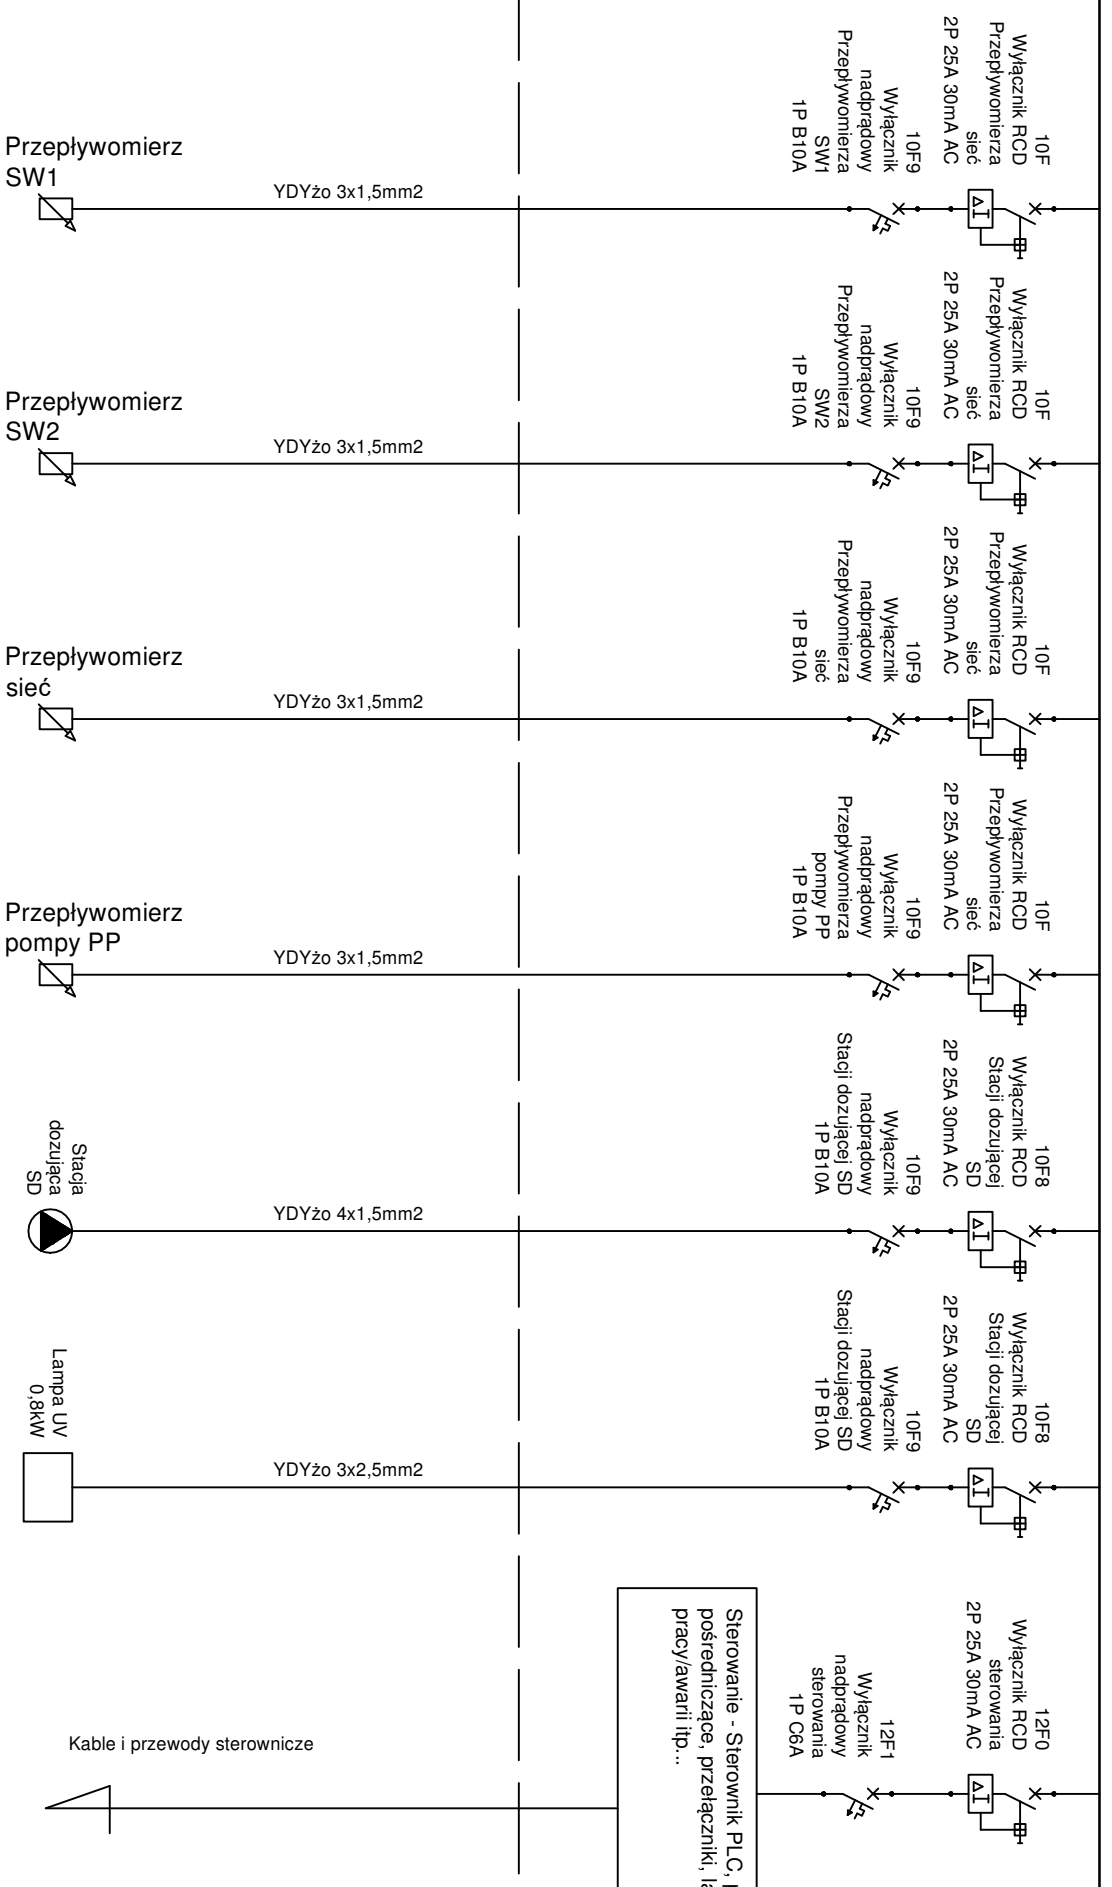 10F
Wyłącznik RCD
Przepływomierza
sieć
2P 25A 30mA AC
10F9
Wyłącznik
nadprądowy
Przepływomierza
SW1
1P B10A
YDYżo 3x1,5mm2
Przepływomierz
SW1
10F
Wyłącznik RCD
Przepływomierza
sieć
2P 25A 30mA AC
10F9
Wyłącznik
nadprądowy
Przepływomierza
SW2
1P B10A
YDYżo 3x1,5mm2
Przepływomierz
SW2
10F
Wyłącznik RCD
Przepływomierza
sieć
2P 25A 30mA AC
10F9
Wyłącznik
nadprądowy
Przepływomierza
sieć
1P B10A
YDYżo 3x1,5mm2
Przepływomierz
sieć
10F
Wyłącznik RCD
Przepływomierza
sieć
2P 25A 30mA AC
10F9
Wyłącznik
nadprądowy
Przepływomierza
pompy PP
1P B10A
YDYżo 3x1,5mm2
Przepływomierz
pompy PP
10F8
Wyłącznik RCD
Stacji dozującej
SD
2P 25A 30mA AC
10F9
Wyłącznik
nadprądowy
Stacji dozującej SD
1P B10A
YDYżo 4x1,5mm2
Stacja
dozująca
SD
10F8
Wyłącznik RCD
Stacji dozującej
SD
2P 25A 30mA AC
10F9
Wyłącznik
nadprądowy
Stacji dozującej SD
1P B10A
YDYżo 3x2,5mm2
Lampa UV
0,8kW
12F0
Wyłącznik RCD
sterowania
2P 25A 30mA AC
12F1
Wyłącznik
nadprądowy
sterowania
1P C6A
Sterowanie - Sterownik PLC,
pośredniczące, przełączniki,
pracy/awarii itp...
Kable i przewody sterownicze